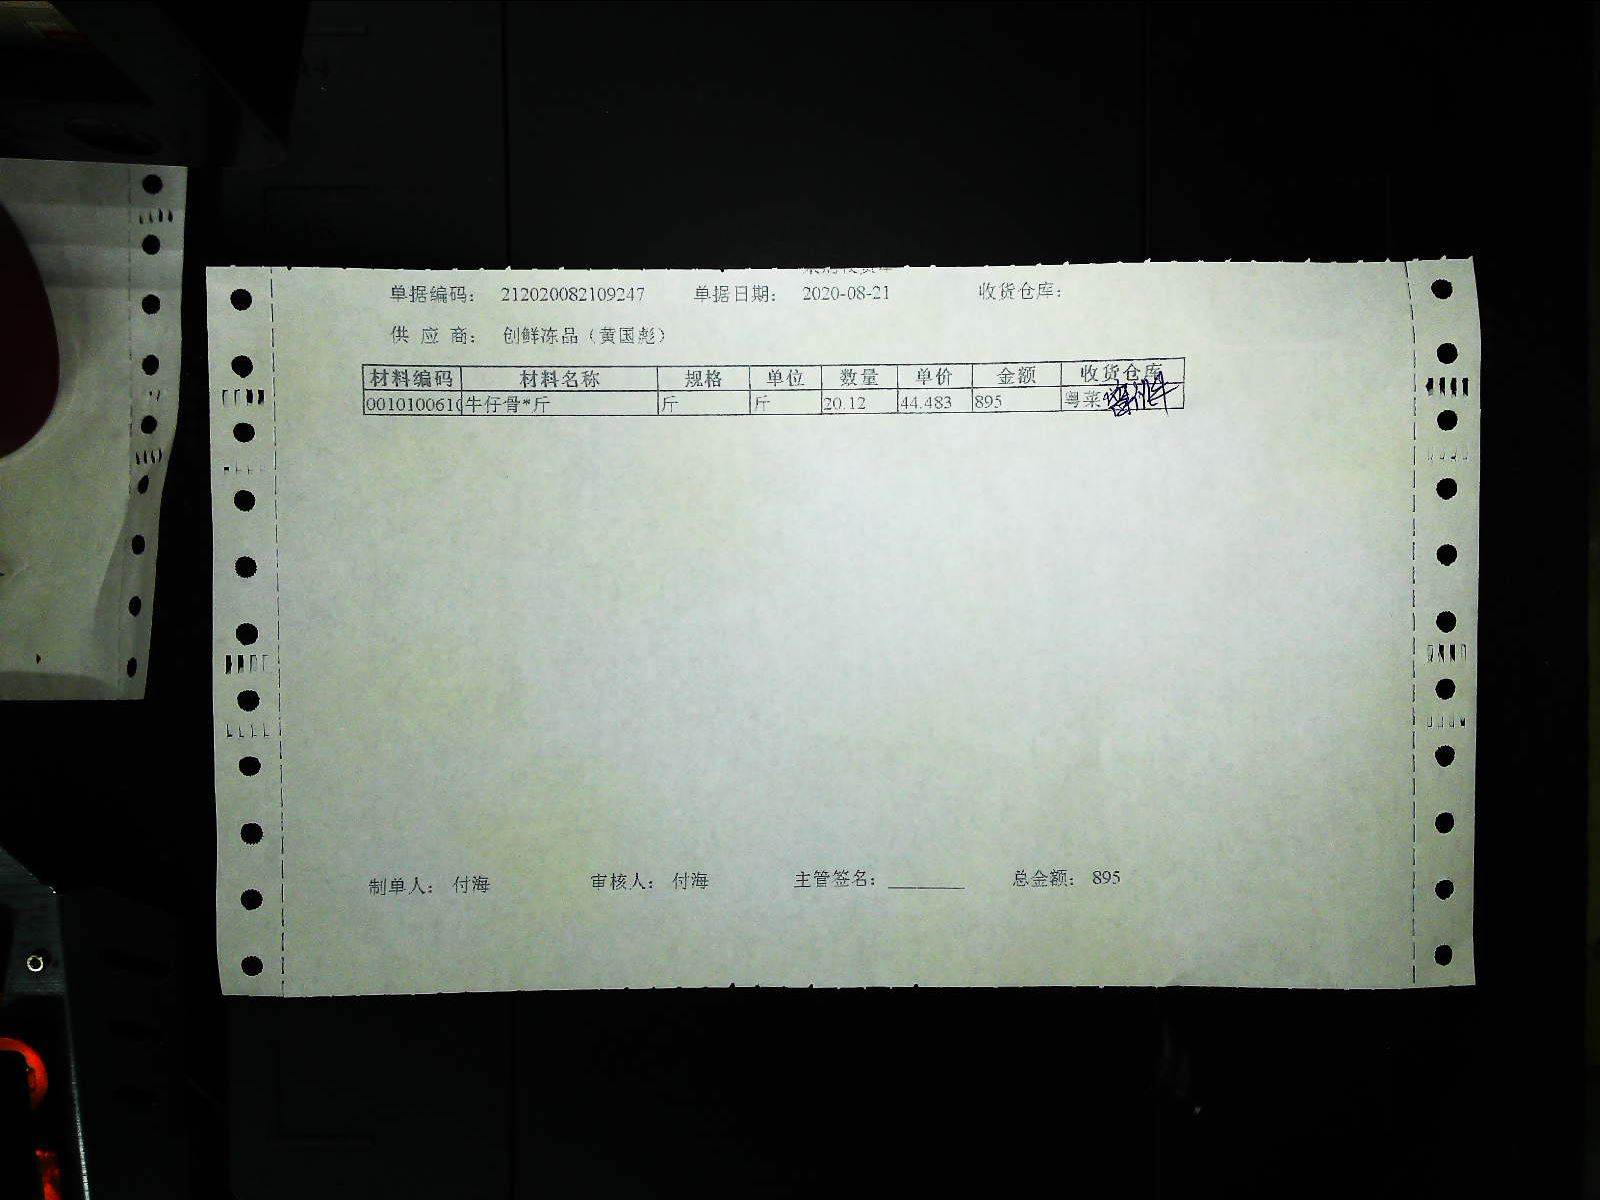 单据编码： 212020082109247 单据日期： 2020-08-21 收货仓库：
供 应 商： 创鲜冻品（黄国彪）
材料编码 材料名称 规格 单位 数量 单价 金额 收货仓库
001010061 牛仔骨*斤 斤 斤 20.12 44.483 895 粤菜
制单人： 付海 审核人： 付海 主管签名：________ 总金额： 895